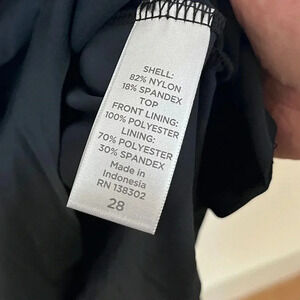 SHELL:
82% NYLON
18% SPANDEX
TOP
FRONT LINING:
100% POLYESTER
LINING:
70% POLYESTER
30% SPANDEX
Made in
Indonesia
RN 138302
28